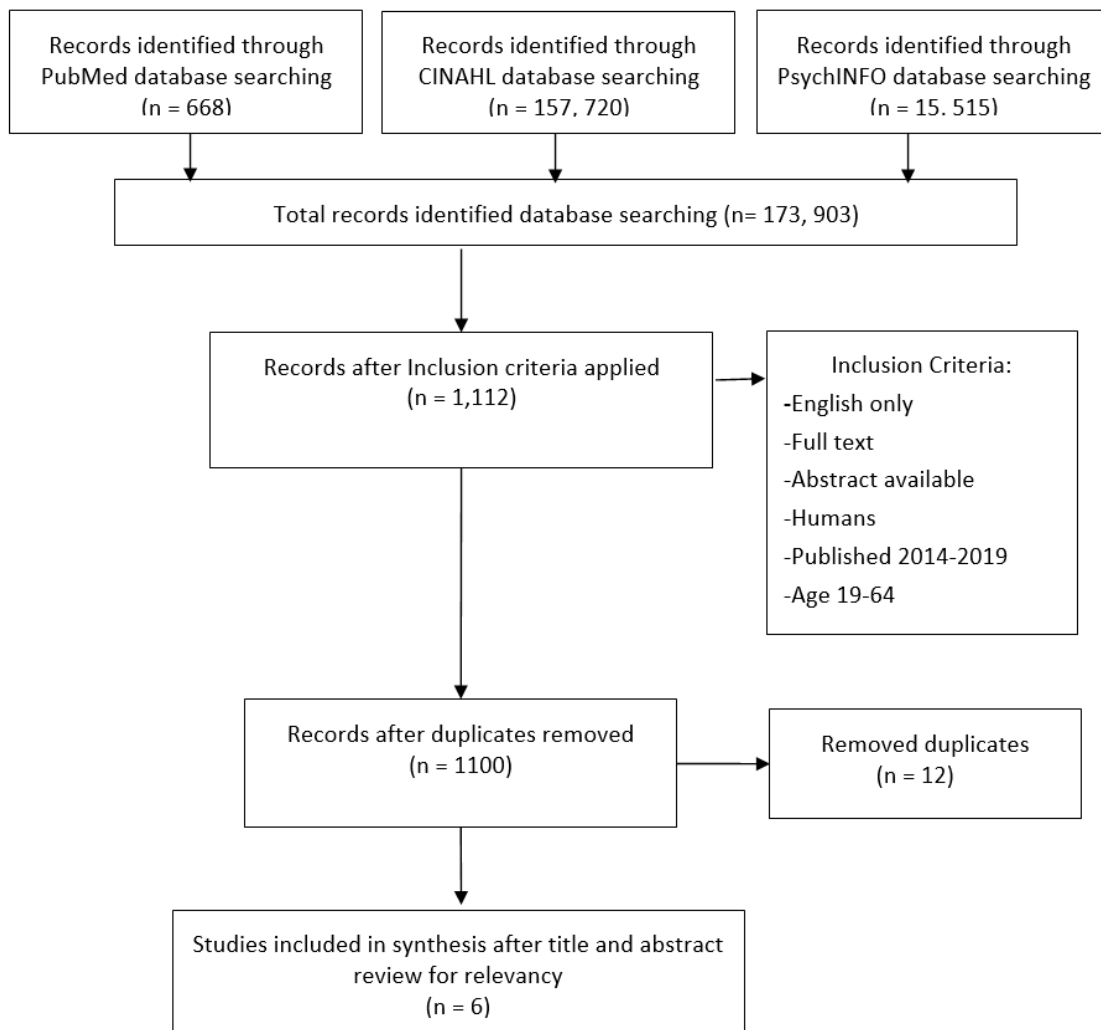 Records identified through
PubMed database searching
(n = 668)
Records identified through
CINAHL database searching
(n = 157, 720)
Records identified through
PsychINFO database searching
(n = 15. 515)
Total records identified database searching (n= 173, 903)
Records after Inclusion criteria applied
(n = 1,112)
Inclusion Criteria:
-English only
-Full text
-Abstract available
-Humans
-Published 2014-2019
-Age 19-64
Records after duplicates removed
(n = 1100)
Removed duplicates
(n = 12)
Studies included in synthesis after title and abstract
review for relevancy
(n = 6)